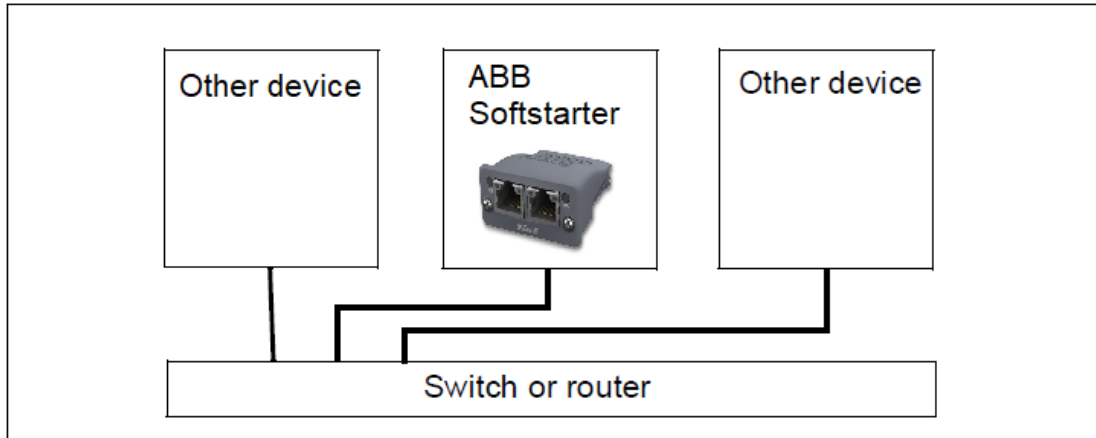 Other device
ABB
Softstarter
Other device
Switch or router